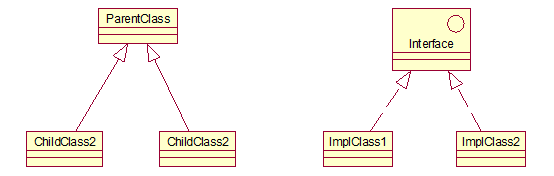 ParentClass
Interface
ChildClass2
ChildClass2
ImplClass1
ImplClass2